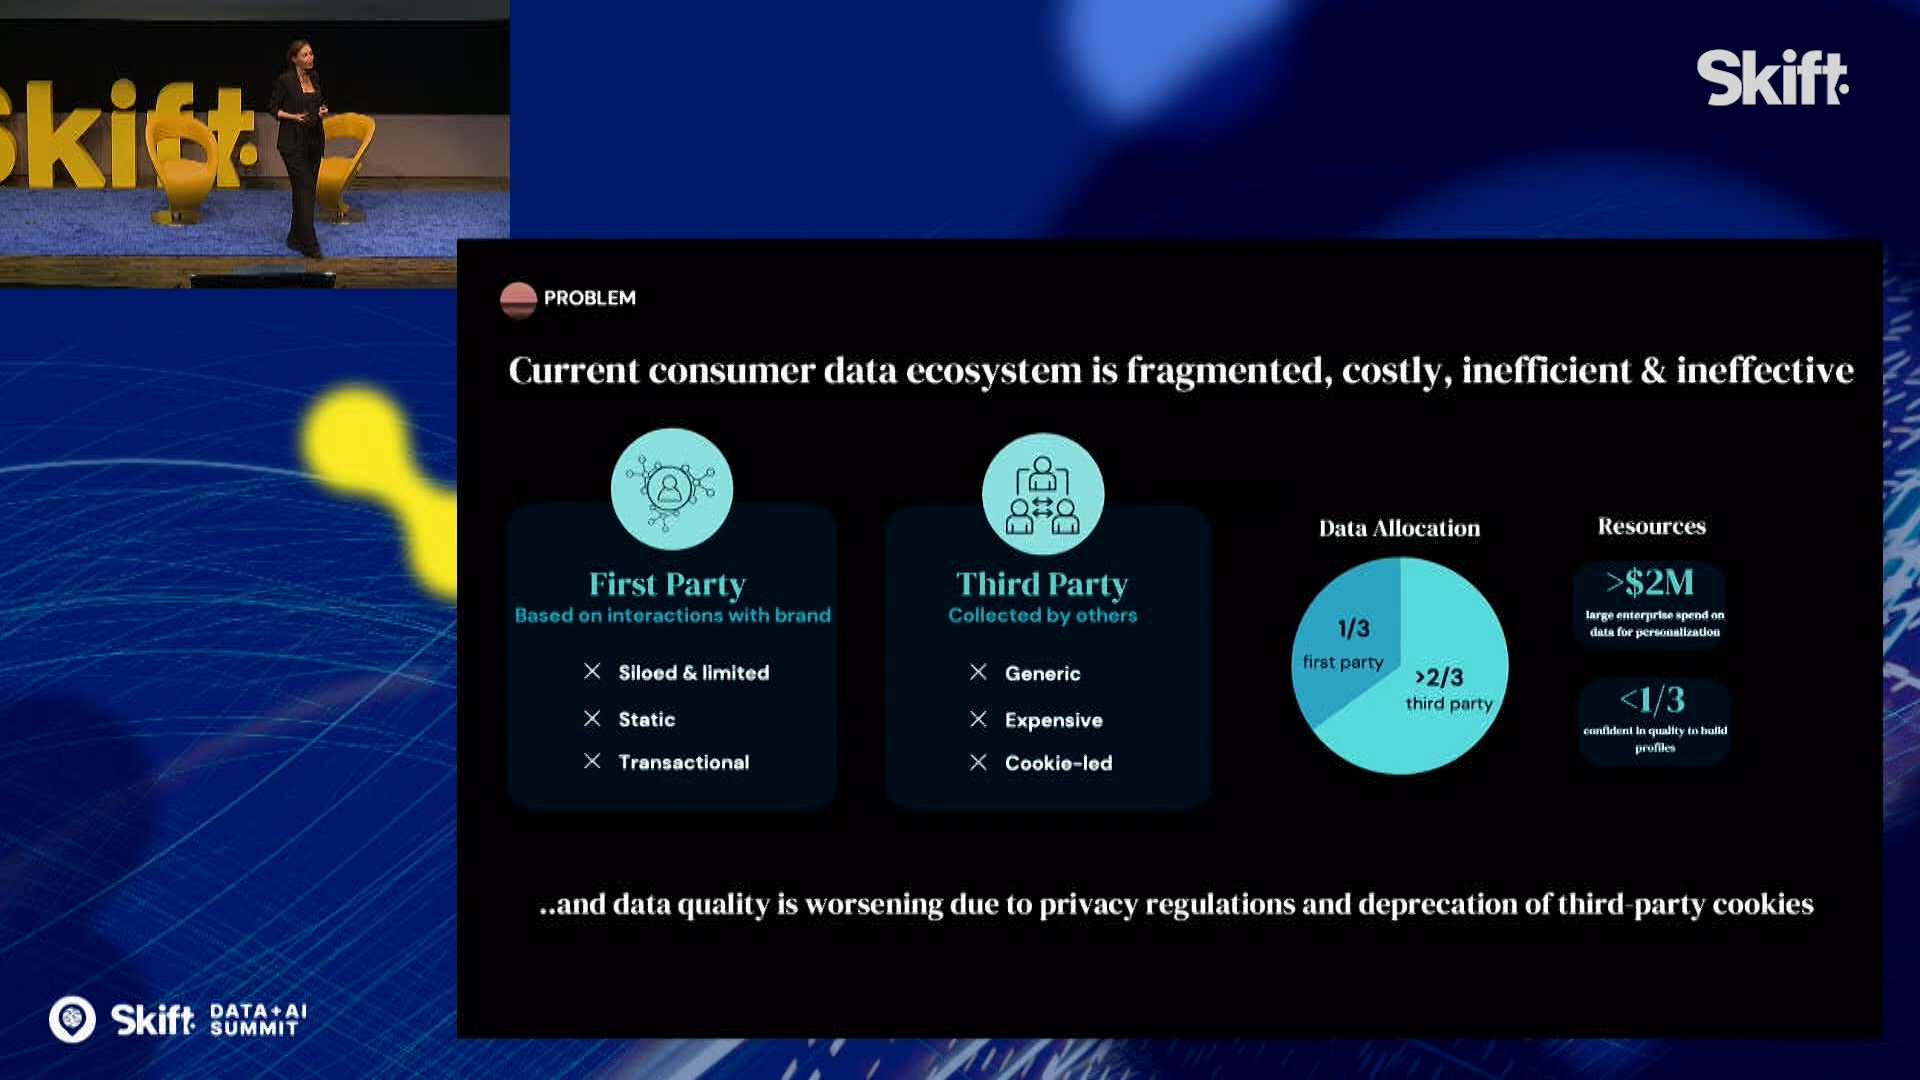 Skift
Skift
PROBLEM
Current consumer data ecosystem is fragmented, costly, inefficient & ineffective
First Party
Based on interactions with brand
Siloed & limited
Static
Transactional
Third Party
Collected by others
Generic
Expensive
Cookie-led
Data Allocation
1/3
first party
>2/3
third party
Resources
>$2M
large enterprise spend on
data for personalization
<1/3
confident in quality to build
profiles
..and data quality is worsening due to privacy regulations and deprecation of third-party cookies
Skift
DATA+AI
SUMMIT